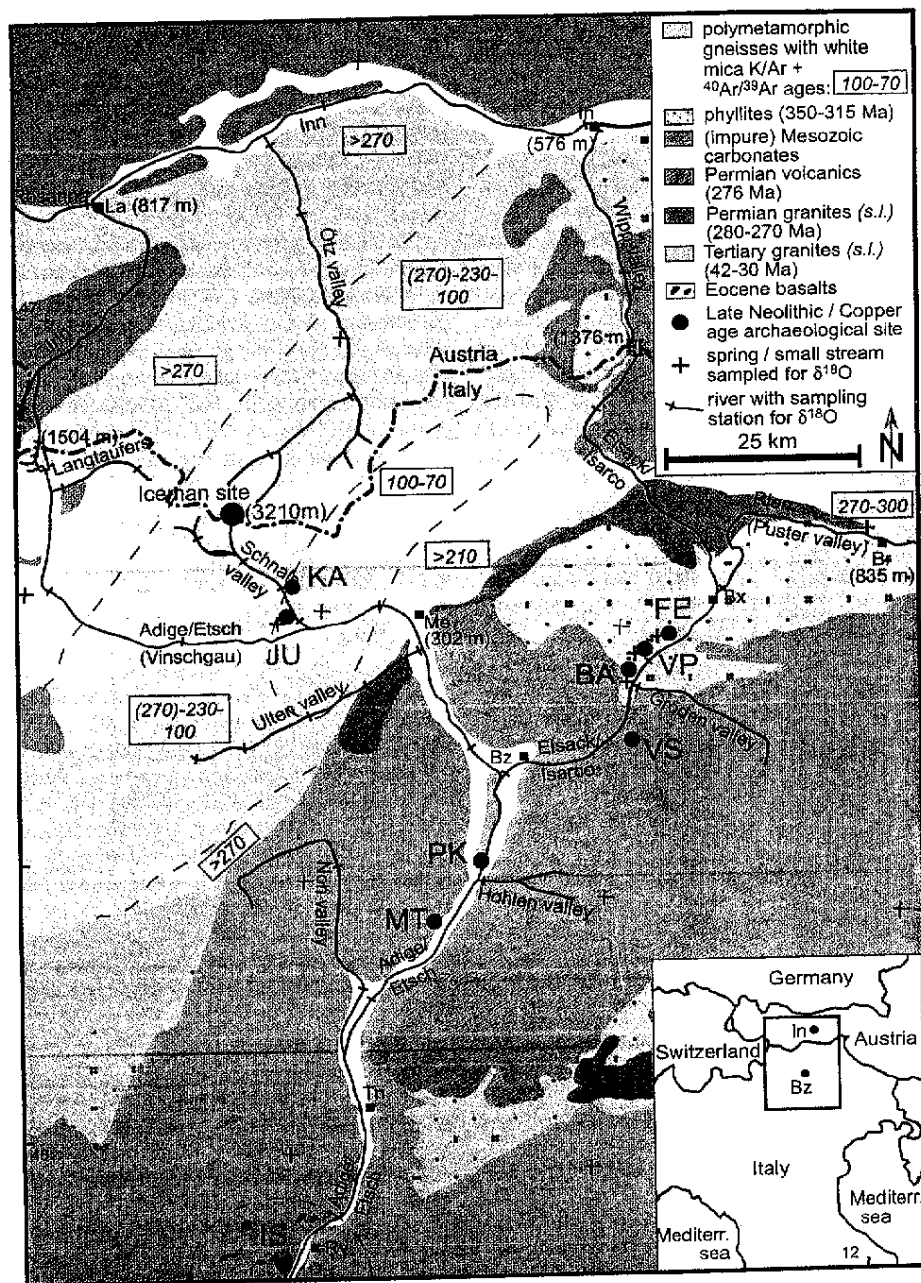 polymetamorphic
gneisses with white
mica K/Ar +
⁴⁰Ar/³⁹Ar ages: 100-70
phyllites (350-315 Ma)
(impure) Mesozoic
carbonates
Permian volcanics
(276 Ma)
Permian granites (s.l.)
(280-270 Ma)
Tertiary granites (s.l.)
(42-30 Ma)
Eocene basalts
Late Neolithic / Copper
age archaeological site
spring / small stream
sampled for δ¹⁸O
river with sampling
station for δ¹⁸O
25 km
N
Inn
>270
In
(576 m)
La (817 m)
Ötz valley
(270)-230-
100
(1376 m)
Austria
Italy
>270
(1504 m)
Langtaufers
Iceman site
(3210m)
100-70
Isarco
270-300
(Puster valley)
(835 m)
>210
Schnals
valley
KA
Adige/Etsch
(Vinschgau)
JU
Me
(302 m)
Bx
FE
VP
BA
Gröden valley
VS
(270)-230-
100
Ulten valley
Bz
Eisack/
Isarco
>270
PK
Non valley
Hohlen valley
MT
Adige/
Etsch
Tn
Adige/
Etsch
IS
Germany
In
Switzerland
Austria
Bz
Italy
Mediterr.
sea
Mediterr.
sea
12